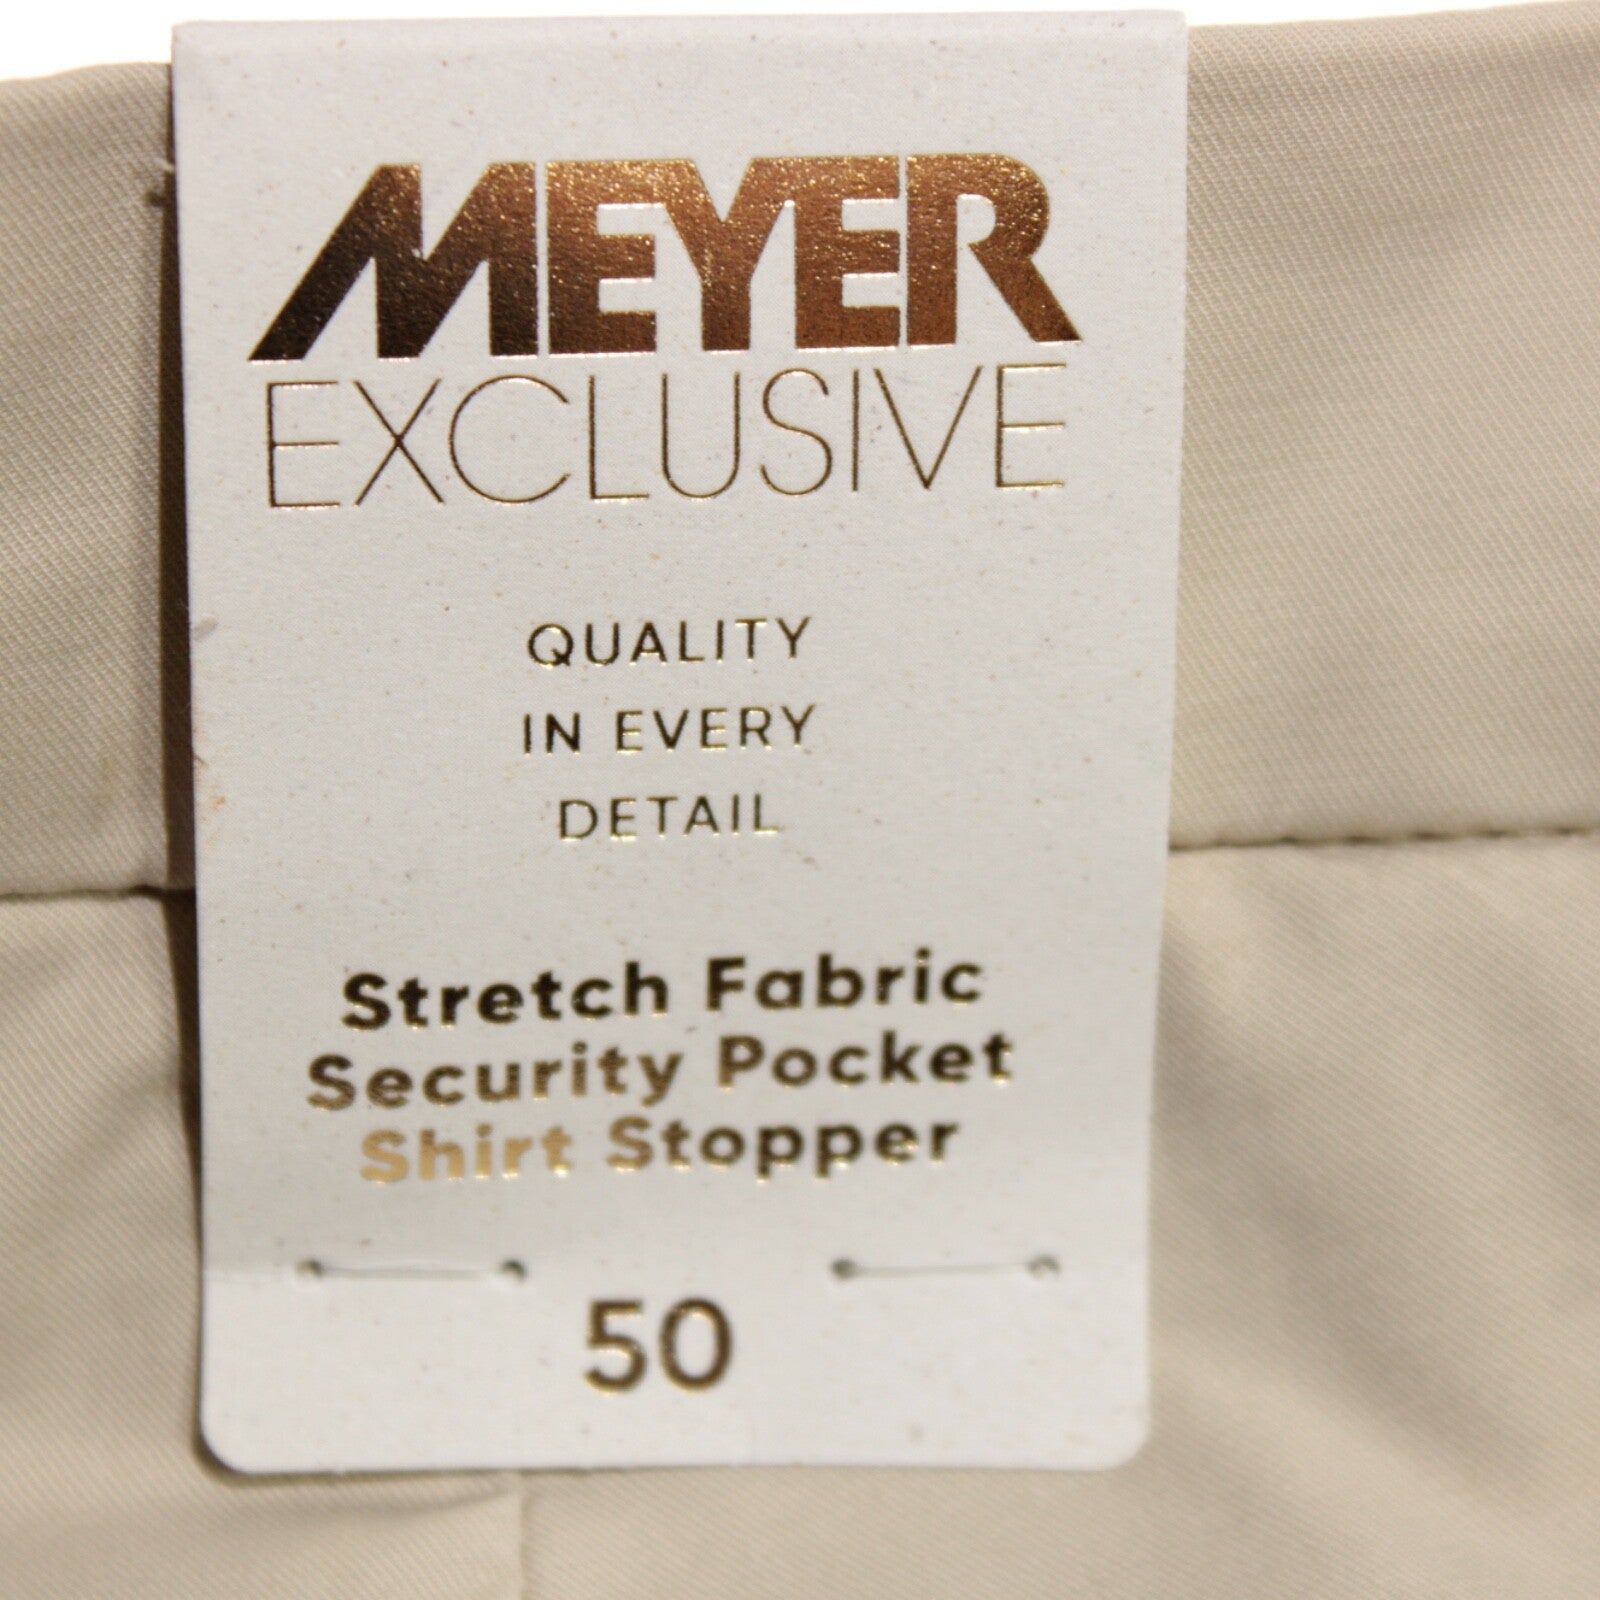 MEYER
EXCLUSIVE
QUALITY
IN EVERY
DETAIL
Stretch Fabric
Security Pocket
Shirt Stopper
50